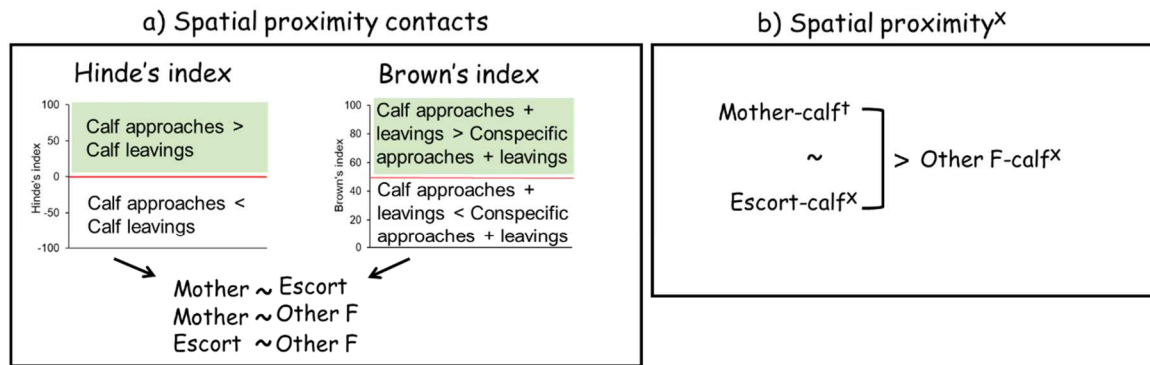 a) Spatial proximity contacts
Hinde's index
Hinde's index
100
50
0
-50
-100
Calf approaches >
Calf leavings
Calf approaches <
Calf leavings
Brown's index
Brown's index
100
80
60
40
20
0
Calf approaches +
leavings > Conspecific
approaches + leavings
Calf approaches +
leavings < Conspecific
approaches + leavings
Mother ~ Escort
Mother ~ Other F
Escort ~ Other F
b) Spatial proximityˣ
Mother-calf†
~
Escort-calfˣ
> Other F-calfˣ